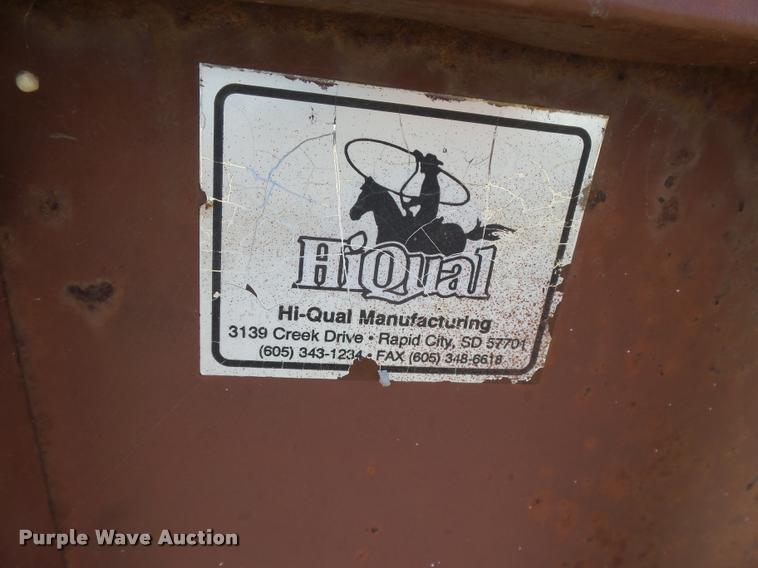 HiQual
Hi-Qual Manufacturing
3139 Creek Drive • Rapid City, SD 57701
(605) 343-1234 • FAX (605) 348-6618
Purple Wave Auction